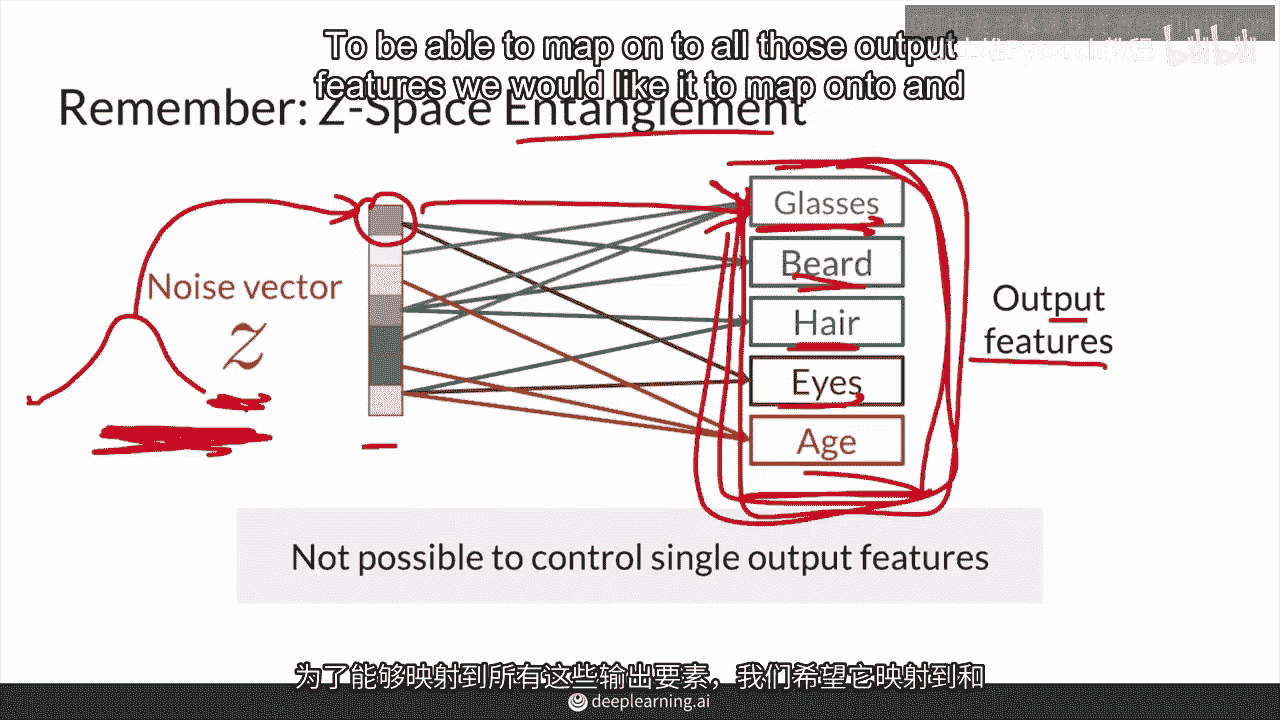 To be able to map on to all those output
features we would like it to map onto and
Remember: Z-Space Entanglement
Noise vector
z
Glasses
Beard
Hair
Eyes
Age
Output
features
Not possible to control single output features
为了能够映射到所有这些输出要素，我们希望它映射到和
deeplearning.ai